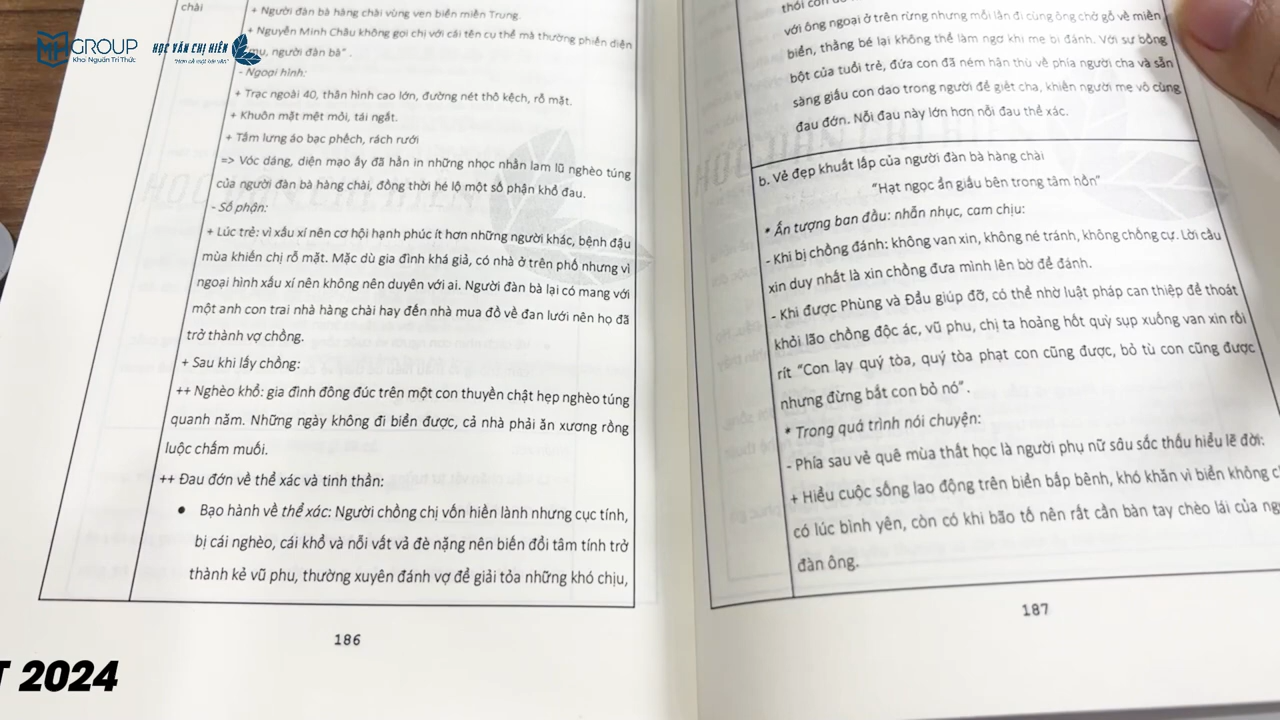 MH GROUP
Khơi Nguồn Tri Thức
HỌC VĂN CHỊ HIÊN
chài
+ Người đàn bà hàng chài vùng ven biển miền Trung.
+ Nguyễn Minh Châu không gọi chị với cái tên cụ thể mà thường phiến diện
mụ, người đàn bà" .
- Ngoại hình:
+ Trạc ngoài 40, thân hình cao lớn, đường nét thô kệch, rỗ mặt.
+ Khuôn mặt mệt mỏi, tái ngắt.
+ Tấm lưng áo bạc phếch, rách rưới
=> Vóc dáng, diện mạo ấy đã hằn in những nhọc nhằn lam lũ nghèo túng
của người đàn bà hàng chài, đồng thời hé lộ một số phận khổ đau.
- Số phận:
+ Lúc trẻ: vì xấu xí nên cơ hội hạnh phúc ít hơn những người khác, bệnh đậu
mùa khiến chị rỗ mặt. Mặc dù gia đình khá giả, có nhà ở trên phố nhưng vì
ngoại hình xấu xí nên không nên duyên với ai. Người đàn bà lại có mang với
một anh con trai nhà hàng chài hay đến nhà mua đồ về đan lưới nên họ đã
trở thành vợ chồng.
+ Sau khi lấy chồng:
++ Nghèo khổ: gia đình đông đúc trên một con thuyền chật hẹp nghèo túng
quanh năm. Những ngày không đi biển được, cả nhà phải ăn xương rồng
luộc chấm muối.
++ Đau đớn về thể xác và tinh thần:
• Bạo hành về thể xác: Người chồng chị vốn hiền lành nhưng cục tính,
bị cái nghèo, cái khổ và nỗi vất vả đè nặng nên biến đổi tâm tính trở
thành kẻ vũ phu, thường xuyên đánh vợ để giải tỏa những khó chịu,
186
với ông ngoại ở trên rừng nhưng mỗi lần đi cùng ông chở gỗ về miền
biển, thằng bé lại không thể làm ngơ khi mẹ bị đánh. Với sự bồng
bột của tuổi trẻ, đứa con đã ném hận thù về phía người cha và sẵn
sàng giấu con dao trong người để giết cha, khiến người mẹ vô cùng
đau đớn. Nỗi đau này lớn hơn nỗi đau thể xác.
b. Vẻ đẹp khuất lấp của người đàn bà hàng chài
"Hạt ngọc ẩn giấu bên trong tâm hồn"
* Ấn tượng ban đầu: nhẫn nhục, cam chịu:
- Khi bị chồng đánh: không van xin, không né tránh, không chống cự. Lời cầu
xin duy nhất là xin chồng đưa mình lên bờ để đánh.
- Khi được Phùng và Đẩu giúp đỡ, có thể nhờ luật pháp can thiệp để thoát
khỏi lão chồng độc ác, vũ phu, chị ta hoảng hốt quỳ sụp xuống van xin rối
rít "Con lạy quý tòa, quý tòa phạt con cũng được, bỏ tù con cũng được
nhưng đừng bắt con bỏ nó" .
* Trong quá trình nói chuyện:
- Phía sau vẻ quê mùa thất học là người phụ nữ sâu sắc thấu hiểu lẽ đời:
+ Hiểu cuộc sống lao động trên biển bấp bênh, khó khăn vì biển không
có lúc bình yên, còn có khi bão tố nên rất cần bàn tay chèo lái của
đàn ông.
187
T 2024